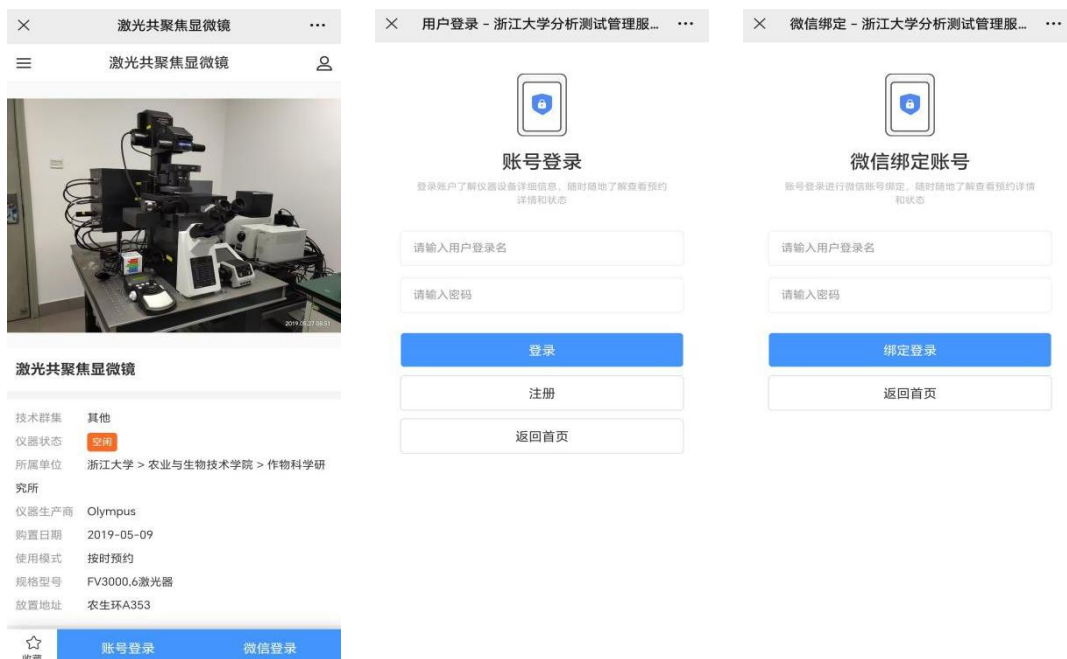 激光共聚焦显微镜
激光共聚焦显微镜
2019.05.27 08:51
激光共聚焦显微镜
技术群集 其他
仪器状态 空闲
所属单位 浙江大学 > 农业与生物技术学院 > 作物科学研
究所
仪器生产商 Olympus
购置日期 2019-05-09
使用模式 按时预约
规格型号 FV3000,6激光器
放置地址 农生环A353
收藏
账号登录
微信登录
用户登录 - 浙江大学分析测试管理服...
账号登录
登录账户了解仪器设备详细信息，随时随地了解查看预约
详情和状态
请输入用户登录名
请输入密码
登录
注册
返回首页
微信绑定 - 浙江大学分析测试管理服...
微信绑定账号
账号登录进行微信账号绑定，随时随地了解查看预约详情
和状态
请输入用户登录名
请输入密码
绑定登录
返回首页